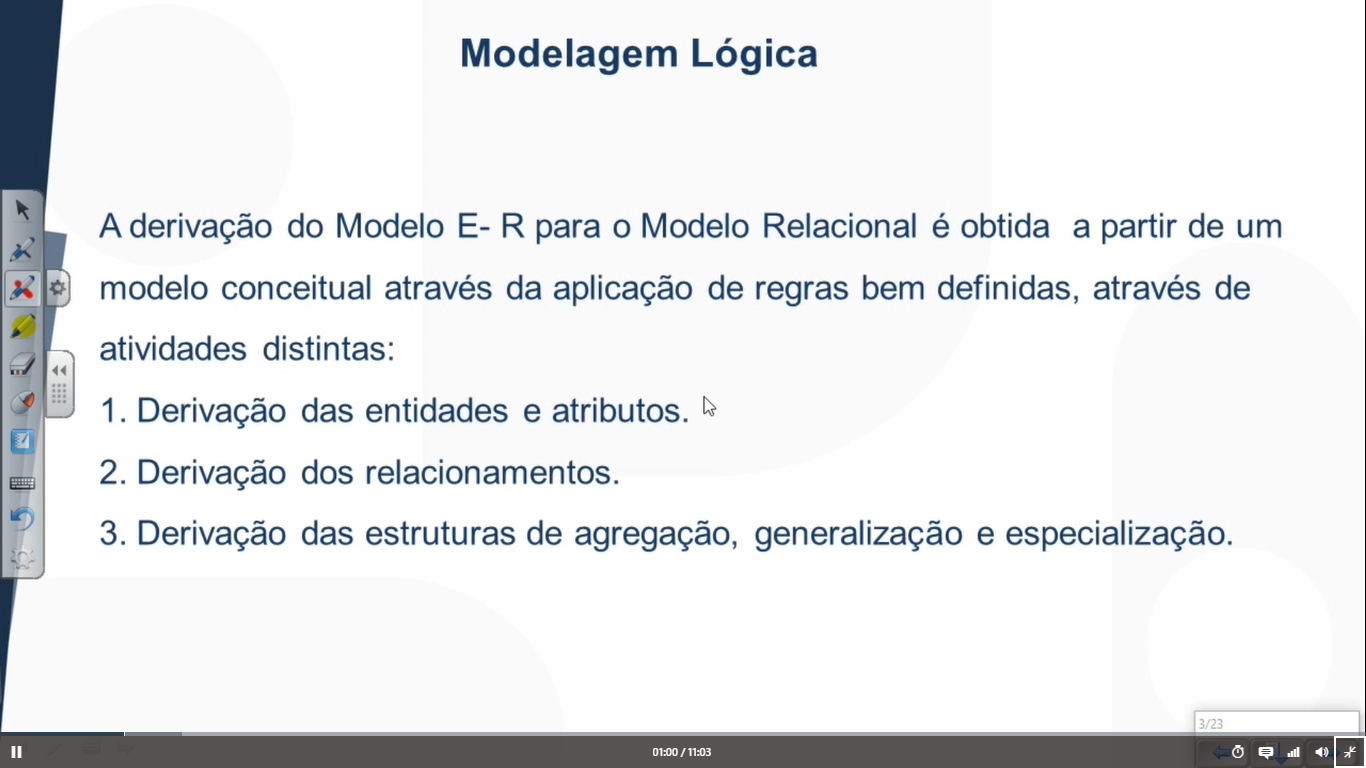 Modelagem Lógica
A derivação do Modelo E- R para o Modelo Relacional é obtida a partir de um
modelo conceitual através da aplicação de regras bem definidas, através de
atividades distintas:
1. Derivação das entidades e atributos.
2. Derivação dos relacionamentos.
3. Derivação das estruturas de agregação, generalização e especialização.
3/23
01:00 / 11:03